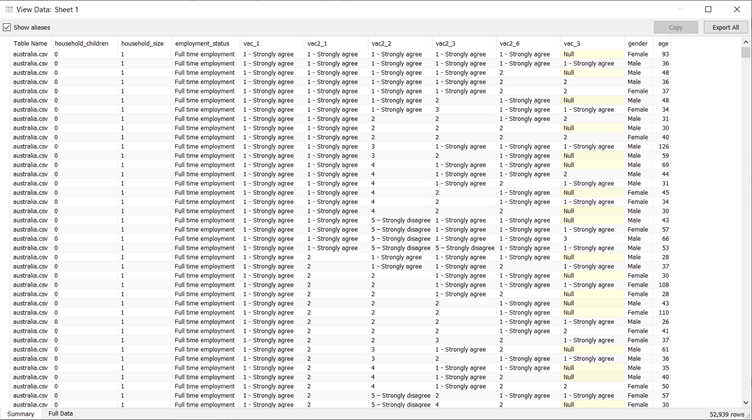 View Data: Sheet 1
Show aliases Copy Export All
Table Name household_children household_size employment_status vac_1 vac2_1 vac2_2 vac2_3 vac2_6 vac_3 gender age
australia.csv 0 1 Full time employment 1 - Strongly agree 1 - Strongly agree 1 - Strongly agree 1 - Strongly agree 1 - Strongly agree Null Female 93
australia.csv 0 1 Full time employment 1 - Strongly agree 1 - Strongly agree 1 - Strongly agree 1 - Strongly agree 1 - Strongly agree 1 - Strongly agree Male 36
australia.csv 0 1 Full time employment 1 - Strongly agree 1 - Strongly agree 1 - Strongly agree 1 - Strongly agree 2 Null Male 48
australia.csv 0 1 Full time employment 1 - Strongly agree 1 - Strongly agree 1 - Strongly agree 1 - Strongly agree 2 2 Male 36
australia.csv 0 1 Full time employment 1 - Strongly agree 1 - Strongly agree 1 - Strongly agree 1 - Strongly agree 2 2 Female 37
australia.csv 0 1 Full time employment 1 - Strongly agree 1 - Strongly agree 1 - Strongly agree 2 1 - Strongly agree Null Male 48
australia.csv 0 1 Full time employment 1 - Strongly agree 1 - Strongly agree 1 - Strongly agree 3 1 - Strongly agree 1 - Strongly agree Female 34
australia.csv 0 1 Full time employment 1 - Strongly agree 1 - Strongly agree 2 2 1 - Strongly agree 2 Male 31
australia.csv 0 1 Full time employment 1 - Strongly agree 1 - Strongly agree 2 2 2 Null Male 30
australia.csv 0 1 Full time employment 1 - Strongly agree 1 - Strongly agree 2 2 2 2 Female 40
australia.csv 0 1 Full time employment 1 - Strongly agree 1 - Strongly agree 3 1 - Strongly agree 1 - Strongly agree 1 - Strongly agree Male 126
australia.csv 0 1 Full time employment 1 - Strongly agree 1 - Strongly agree 3 2 1 - Strongly agree Null Male 59
australia.csv 0 1 Full time employment 1 - Strongly agree 1 - Strongly agree 4 1 - Strongly agree 1 - Strongly agree Null Male 69
australia.csv 0 1 Full time employment 1 - Strongly agree 1 - Strongly agree 4 1 - Strongly agree 1 - Strongly agree 2 Male 44
australia.csv 0 1 Full time employment 1 - Strongly agree 1 - Strongly agree 4 1 - Strongly agree 2 1 - Strongly agree Male 31
australia.csv 0 1 Full time employment 1 - Strongly agree 1 - Strongly agree 4 2 1 - Strongly agree Null Female 45
australia.csv 0 1 Full time employment 1 - Strongly agree 1 - Strongly agree 4 2 1 - Strongly agree 1 - Strongly agree Male 34
australia.csv 0 1 Full time employment 1 - Strongly agree 1 - Strongly agree 4 2 2 Null Male 30
australia.csv 0 1 Full time employment 1 - Strongly agree 1 - Strongly agree 5 – Strongly disagree 1 - Strongly agree 1 - Strongly agree Null Male 43
australia.csv 0 1 Full time employment 1 - Strongly agree 1 - Strongly agree 5 – Strongly disagree 1 - Strongly agree 1 - Strongly agree 1 - Strongly agree Female 57
australia.csv 0 1 Full time employment 1 - Strongly agree 1 - Strongly agree 5 – Strongly disagree 1 - Strongly agree 1 - Strongly agree 3 Male 66
australia.csv 0 1 Full time employment 1 - Strongly agree 1 - Strongly agree 5 – Strongly disagree 5 – Strongly disagree 1 - Strongly agree 1 - Strongly agree Male 53
australia.csv 0 1 Full time employment 1 - Strongly agree 2 1 - Strongly agree 1 - Strongly agree 1 - Strongly agree Null Male 28
australia.csv 0 1 Full time employment 1 - Strongly agree 2 1 - Strongly agree 1 - Strongly agree 2 1 - Strongly agree Male 37
australia.csv 0 1 Full time employment 1 - Strongly agree 2 2 1 - Strongly agree 2 Null Female 30
australia.csv 0 1 Full time employment 1 - Strongly agree 2 2 1 - Strongly agree 1 - Strongly agree 1 - Strongly agree Female 108
australia.csv 0 1 Full time employment 1 - Strongly agree 2 2 1 - Strongly agree 2 Null Female 28
australia.csv 0 1 Full time employment 1 - Strongly agree 2 2 2 1 - Strongly agree 2 Male 43
australia.csv 0 1 Full time employment 1 - Strongly agree 2 2 2 1 - Strongly agree Null Female 110
australia.csv 0 1 Full time employment 1 - Strongly agree 2 2 2 1 - Strongly agree 1 - Strongly agree Male 26
australia.csv 0 1 Full time employment 1 - Strongly agree 2 2 2 2 2 Female 41
australia.csv 0 1 Full time employment 1 - Strongly agree 2 2 3 2 1 - Strongly agree Female 37
australia.csv 0 1 Full time employment 1 - Strongly agree 2 3 1 - Strongly agree 2 Null Male 61
australia.csv 0 1 Full time employment 1 - Strongly agree 2 3 2 1 - Strongly agree 1 - Strongly agree Male 36
australia.csv 0 1 Full time employment 1 - Strongly agree 2 4 1 - Strongly agree 1 - Strongly agree Null Male 35
australia.csv 0 1 Full time employment 1 - Strongly agree 2 4 1 - Strongly agree 2 Null Male 40
australia.csv 0 1 Full time employment 1 - Strongly agree 2 4 1 - Strongly agree 2 2 Female 50
australia.csv 0 1 Full time employment 1 - Strongly agree 2 5 – Strongly disagree 2 1 - Strongly agree 1 - Strongly agree Female 57
australia.csv 0 1 Full time employment 1 - Strongly agree 2 5 – Strongly disagree 4 2 Null Male 30
Summary Full Data 52,939 rows